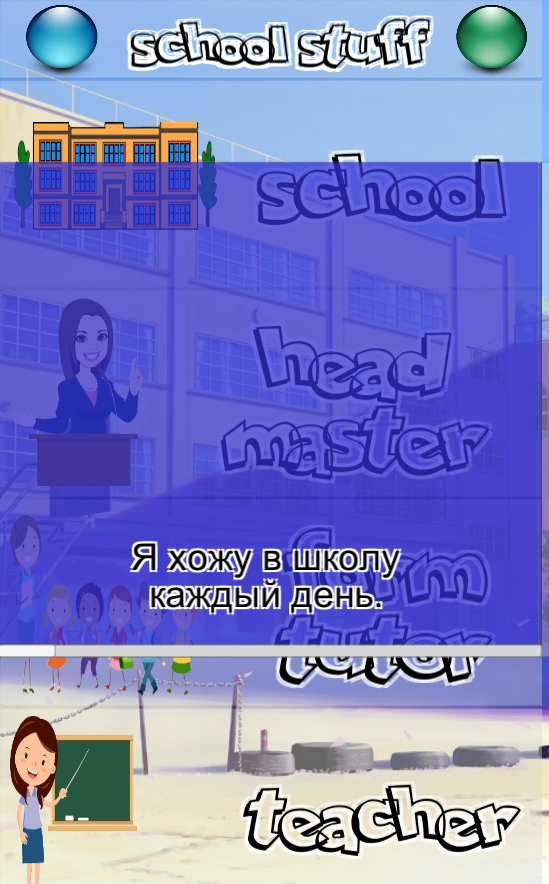 school stuff
school
head
master
form
tutor
Я хожу в школу
каждый день.
teacher